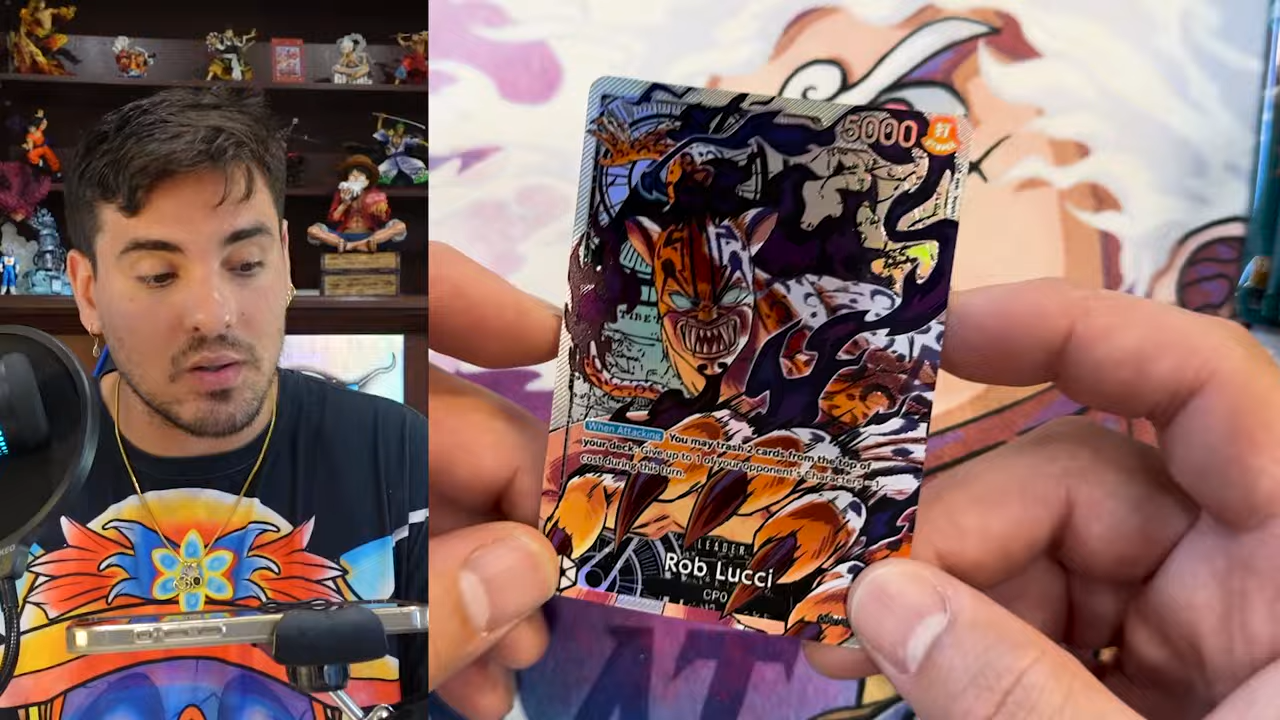 5000
打
When Attacking You may trash 2 cards from the top of
your deck: Give up to 1 of your opponent's Characters −1
cost during this turn.
LEADER
Rob Lucci
CP0